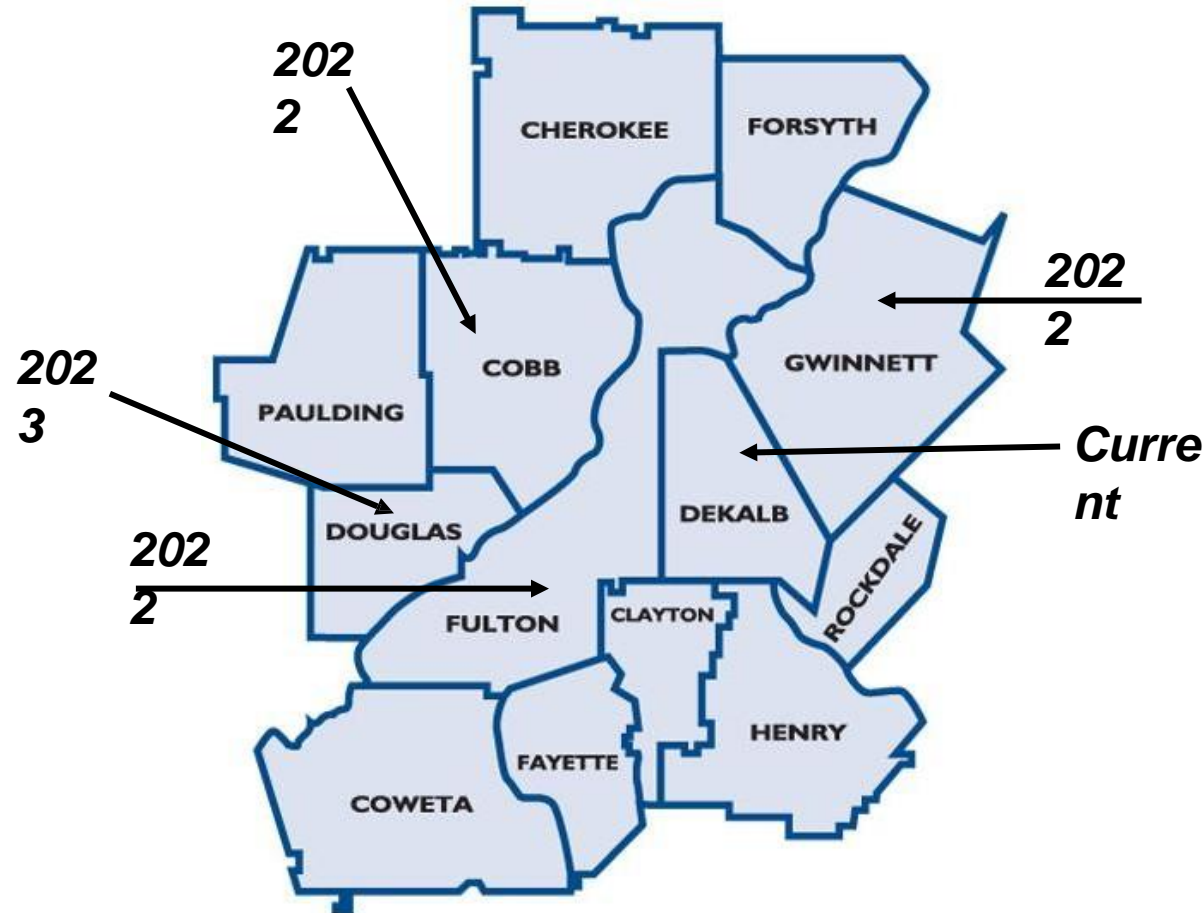 202
2
CHEROKEE
FORSYTH
202
2
COBB
GWINNETT
202
3
PAULDING
Curre
nt
DEKALB
DOUGLAS
ROCKDALE
202
2
FULTON
CLAYTON
HENRY
FAYETTE
COWETA